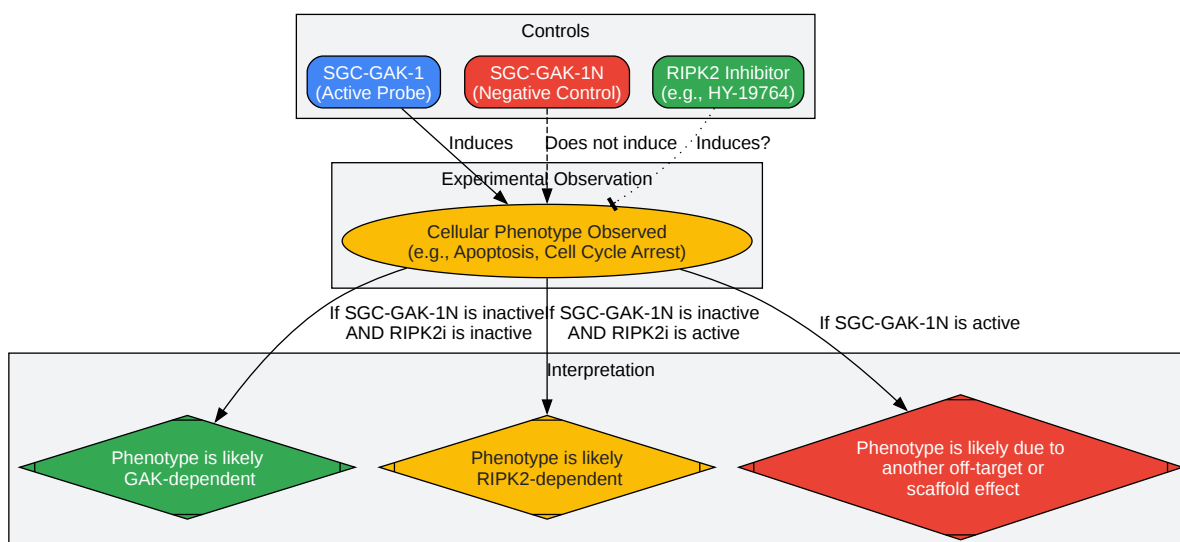 Controls
SGC-GAK-1
(Active Probe)
SGC-GAK-1N
(Negative Control)
RIPK2 Inhibitor
(e.g., HY-19764)
Induces
Does not induce
Induces?
Experimental Observation
Cellular Phenotype Observed
(e.g., Apoptosis, Cell Cycle Arrest)
If SGC-GAK-1N is inactive
AND RIPK2i is inactive
If SGC-GAK-1N is inactive
AND RIPK2i is active
If SGC-GAK-1N is active
Interpretation
Phenotype is likely
GAK-dependent
Phenotype is likely
RIPK2-dependent
Phenotype is likely due to
another off-target or
scaffold effect